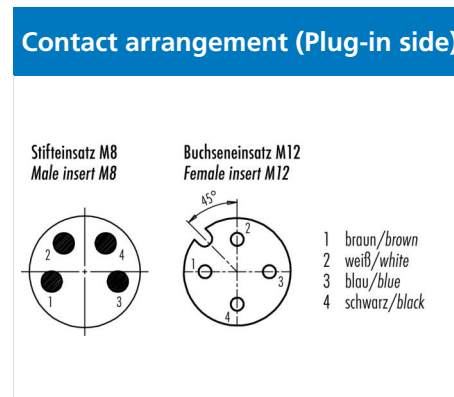 Contact arrangement (Plug-in side)
Stifteinsatz M8
Male insert M8
Buchseneinsatz M12
Female insert M12
45°
2
4
1
3
2
1
3
4
1 braun/brown
2 weiß/white
3 blau/blue
4 schwarz/black